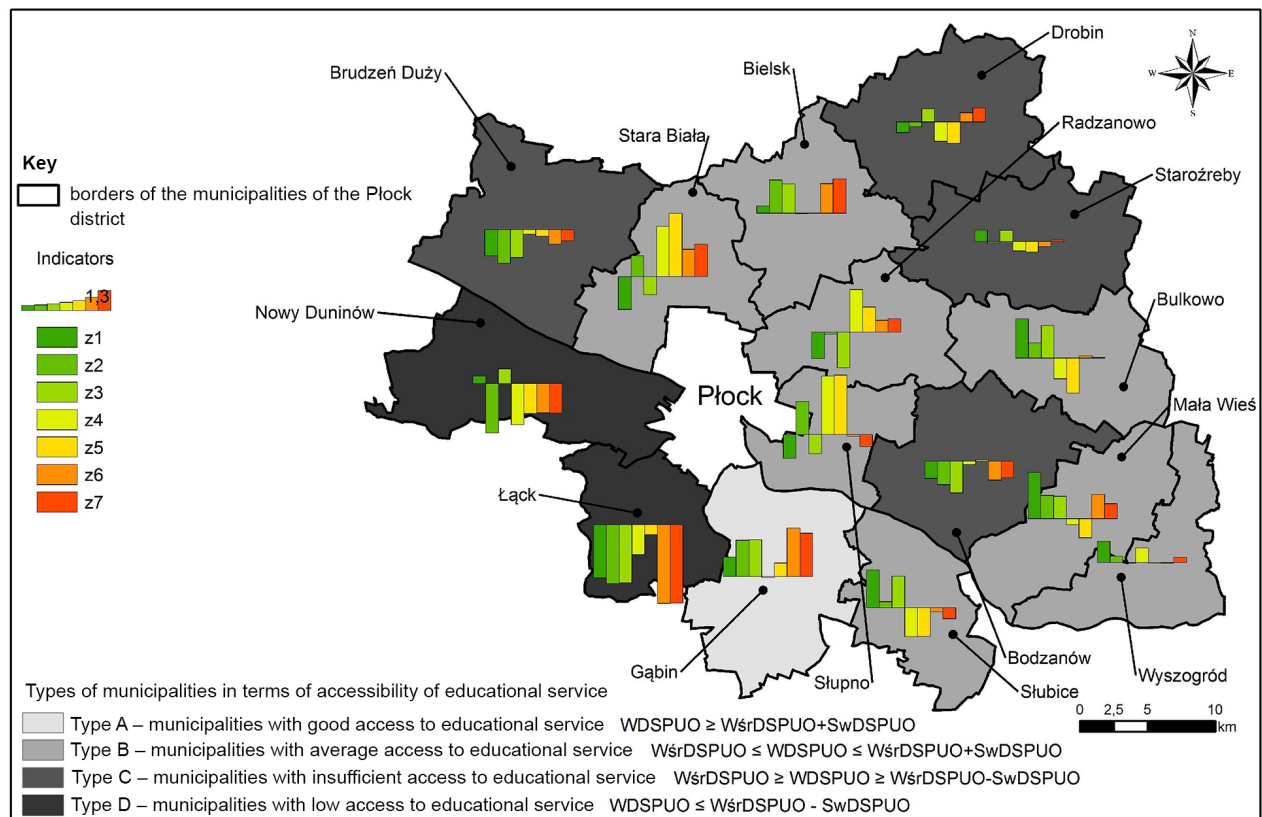 Drobin
N
W E
S
Brudzeń Duży
Bielsk
Radzanowo
Stara Biała
Key
borders of the municipalities of the Płock
district
Staroźreby
Indicators
1,3
Nowy Duninów
Bulkowo
z1
z2
z3
z4
z5
z6
z7
Płock
Mała Wieś
Łąck
Gąbin
Słupno
Bodzanów
Słubice
Wyszogród
Types of municipalities in terms of accessibility of educational service
Type A – municipalities with good access to educational service WDSPUO ≥ WśrDSPUO+SwDSPUO
Type B – municipalities with average access to educational service WśrDSPUO ≤ WDSPUO ≤ WśrDSPUO+SwDSPUO
Type C – municipalities with insufficient access to educational service WśrDSPUO ≥ WDSPUO ≥ WśrDSPUO-SwDSPUO
Type D – municipalities with low access to educational service WDSPUO ≤ WśrDSPUO - SwDSPUO
0 2,5 5 10
km